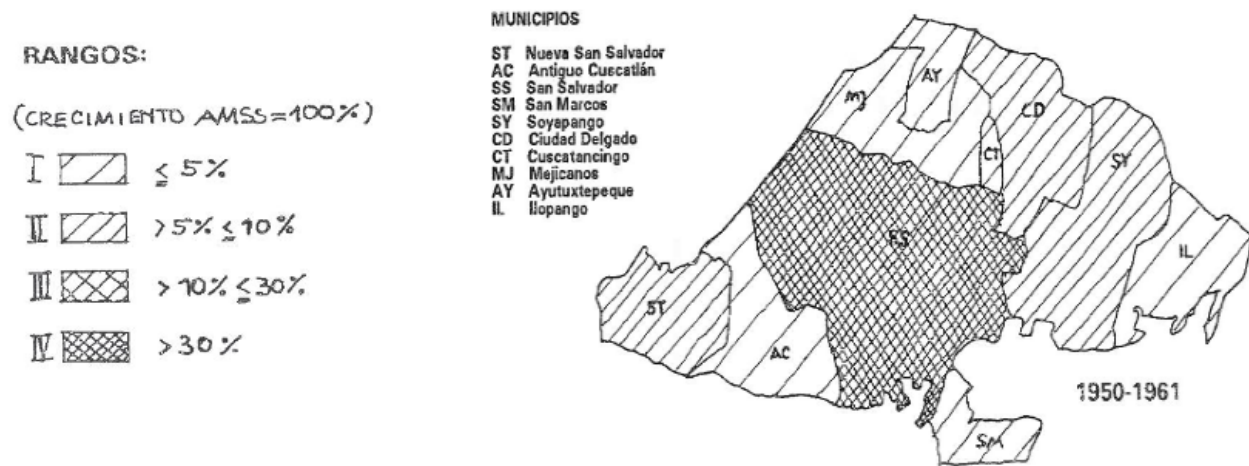 RANGOS:
(CRECIMIENTO AMSS=100%)
I ≤ 5%
II >5% ≤10%
III >10% ≤30%
IV >30%
MUNICIPIOS
ST Nueva San Salvador
AC Antiguo Cuscatlán
SS San Salvador
SM San Marcos
SY Soyapango
CD Ciudad Delgado
CT Cuscatancingo
MJ Mejicanos
AY Ayutuxtepeque
IL Ilopango
AY
MJ
CD
CT
SY
SS
IL
ST
AC
1950-1961
SM